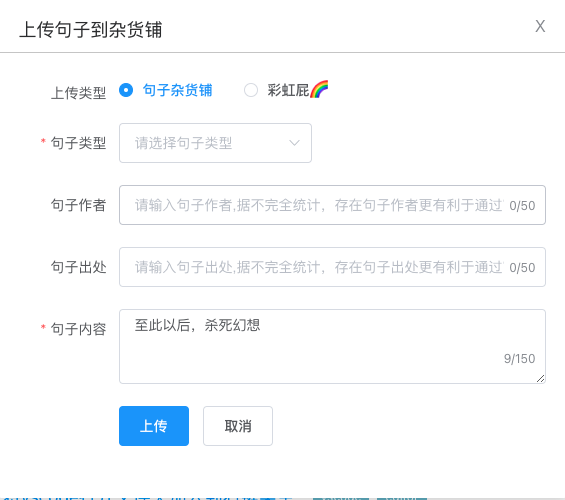 上传句子到杂货铺
X
上传类型
句子杂货铺
彩虹屁🌈
* 句子类型
请选择句子类型
句子作者
请输入句子作者,据不完全统计，存在句子作者更有利于通过
0/50
句子出处
请输入句子出处,据不完全统计，存在句子出处更有利于通过
0/50
* 句子内容
至此以后，杀死幻想
9/150
上传
取消